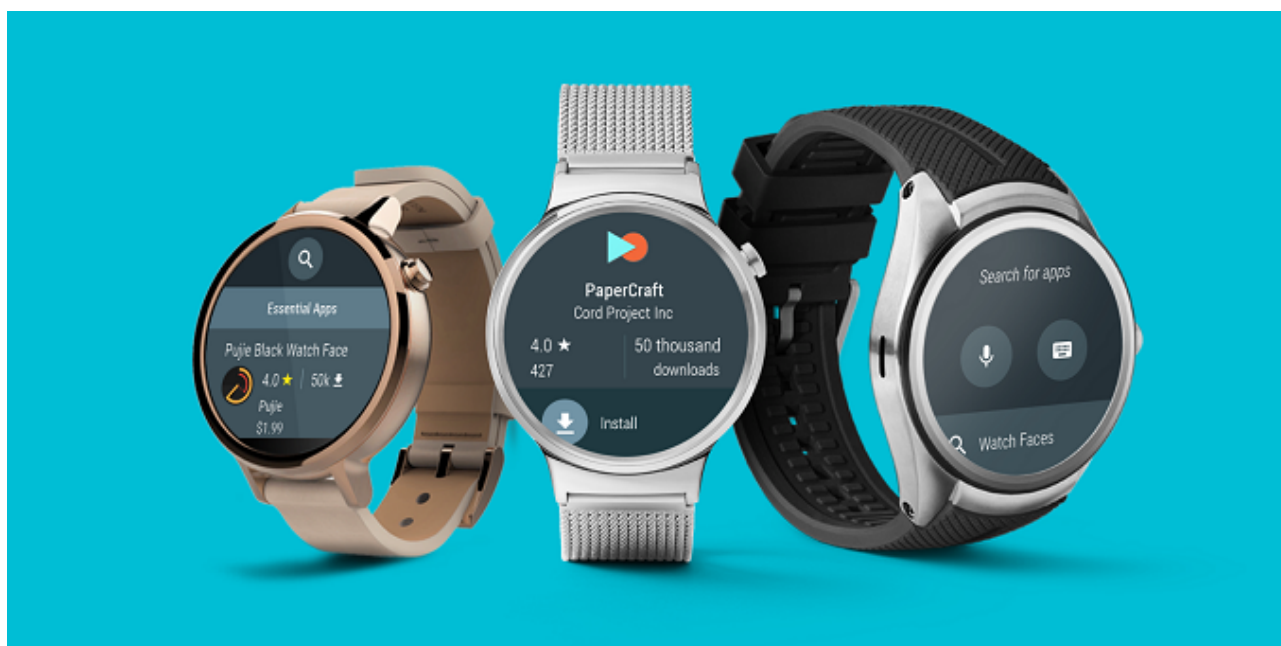 Essential Apps
Pujie Black Watch Face
4.0 ★ | 50k
Pujie
$1.99
PaperCraft
Cord Project Inc
4.0 ★
427
50 thousand
downloads
Install
Search for apps
Watch Faces